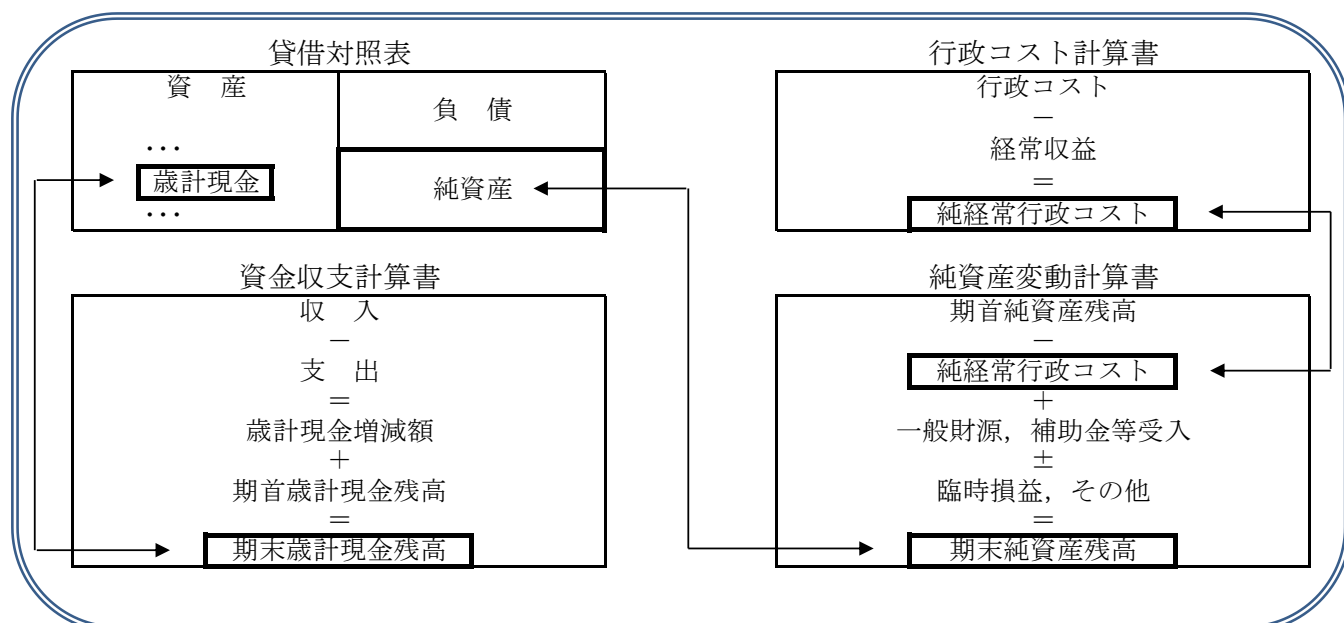 貸借対照表
資　産
負　債
･･･
歳計現金
純資産
･･･
行政コスト計算書
行政コスト
－
経常収益
＝
純経常行政コスト
資金収支計算書
収　入
－
支　出
＝
歳計現金増減額
＋
期首歳計現金残高
＝
期末歳計現金残高
純資産変動計算書
期首純資産残高
－
純経常行政コスト
＋
一般財源，補助金等受入
±
臨時損益，その他
＝
期末純資産残高